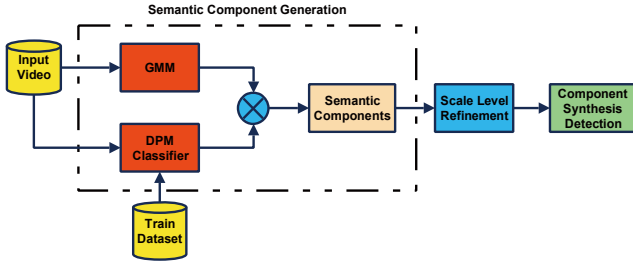 Semantic Component Generation
Input
Video
GMM
DPM
Classifier
Semantic
Components
Scale Level
Refinement
Component
Synthesis
Detection
Train
Dataset